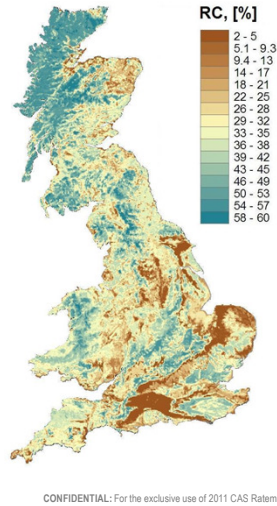 RC, [%]
2 - 5
5.1 - 9.3
9.4 - 13
14 - 17
18 - 21
22 - 25
26 - 28
29 - 32
33 - 35
36 - 38
39 - 42
43 - 45
46 - 49
50 - 53
54 - 57
58 - 60
CONFIDENTIAL: For the exclusive use of 2011 CAS Ratem